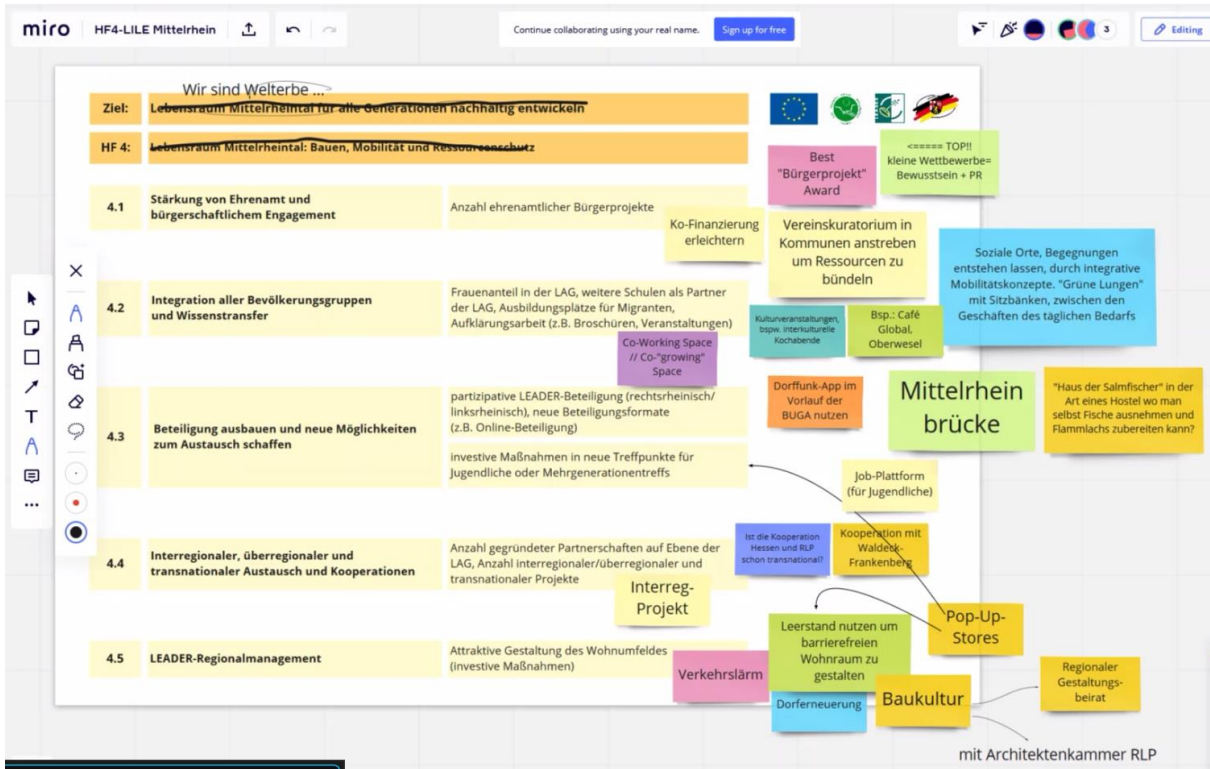 miro
HF4-LILE Mittelrhein
Continue collaborating using your real name.
Sign up for free
3
Editing
Wir sind Welterbe ...
Ziel:
Lebensraum Mittelrheintal für alle Generationen nachhaltig entwickeln
HF 4:
Lebensraum Mittelrheintal: Bauen, Mobilität und Ressourcenschutz
Best
"Bürgerprojekt"
Award
<===== TOP!!
kleine Wettbewerbe=
Bewusstsein + PR
4.1
Stärkung von Ehrenamt und
bürgerschaftlichem Engagement
Anzahl ehrenamtlicher Bürgerprojekte
Ko-Finanzierung
erleichtern
Vereinskuratorium in
Kommunen anstreben
um Ressourcen zu
bündeln
Soziale Orte, Begegnungen
entstehen lassen, durch integrative
Mobilitätskonzepte. "Grüne Lungen"
mit Sitzbänken, zwischen den
Geschäften des täglichen Bedarfs
4.2
Integration aller Bevölkerungsgruppen
und Wissenstransfer
Frauenanteil in der LAG, weitere Schulen als Partner
der LAG, Ausbildungsplätze für Migranten,
Aufklärungsarbeit (z.B. Broschüren, Veranstaltungen)
Kulturveranstaltungen,
bspw. interkulturelle
Kochabende
Bsp.: Café
Global,
Oberwesel
Co-Working Space
// Co-"growing"
Space
4.3
Beteiligung ausbauen und neue Möglichkeiten
zum Austausch schaffen
partizipative LEADER-Beteiligung (rechtsrheinisch/
linksrheinisch), neue Beteiligungsformate
(z.B. Online-Beteiligung)
investive Maßnahmen in neue Treffpunkte für
Jugendliche oder Mehrgenerationentreffs
Dorffunk-App im
Vorlauf der
BUGA nutzen
Mittelrhein
brücke
"Haus der Salmfischer" in der
Art eines Hostel wo man
selbst Fische ausnehmen und
Flammlachs zubereiten kann?
Job-Plattform
(für Jugendliche)
4.4
Interregionaler, überregionaler und
transnationaler Austausch und Kooperationen
Anzahl gegründeter Partnerschaften auf Ebene der
LAG, Anzahl interregionaler/überregionaler und
transnationaler Projekte
Ist die Kooperation
Hessen und RLP
schon transnational?
Kooperation mit
Waldeck-
Frankenberg
Interreg-
Projekt
4.5
LEADER-Regionalmanagement
Attraktive Gestaltung des Wohnumfeldes
(investive Maßnahmen)
Verkehrslärm
Leerstand nutzen um
barrierefreien
Wohnraum zu
gestalten
Pop-Up-
Stores
Dorferneuerung
Baukultur
Regionaler
Gestaltungs-
beirat
mit Architektenkammer RLP